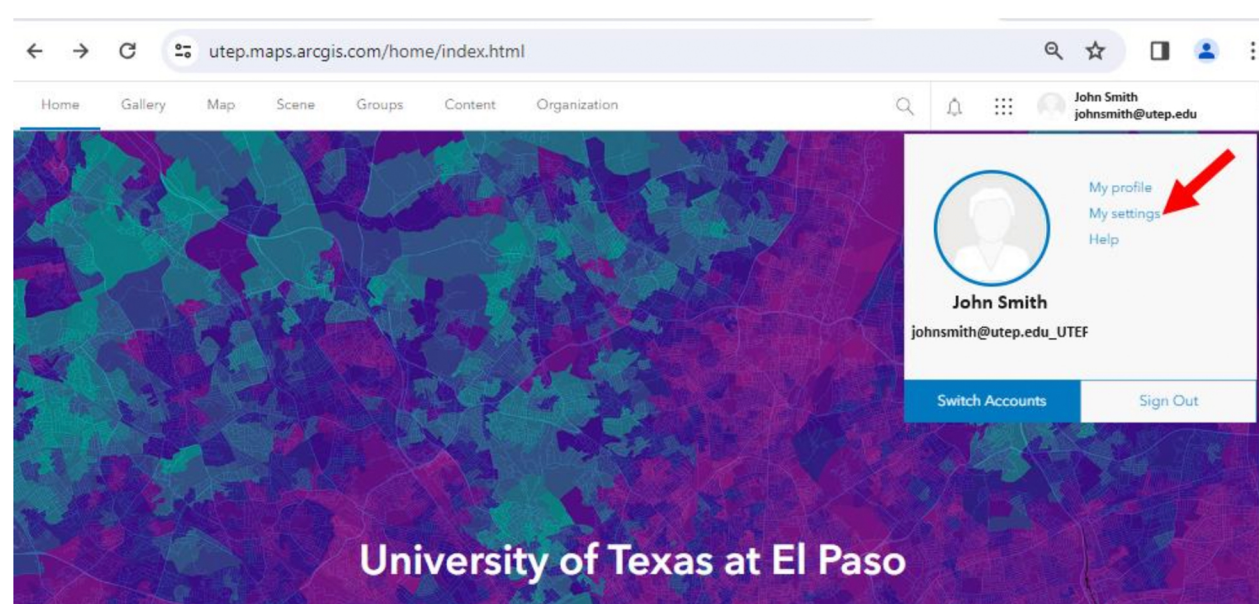 utep.maps.arcgis.com/home/index.html
Home Gallery Map Scene Groups Content Organization
John Smith
johnsmith@utep.edu
My profile
My settings
Help
John Smith
johnsmith@utep.edu_UTEP
Switch Accounts Sign Out
University of Texas at El Paso